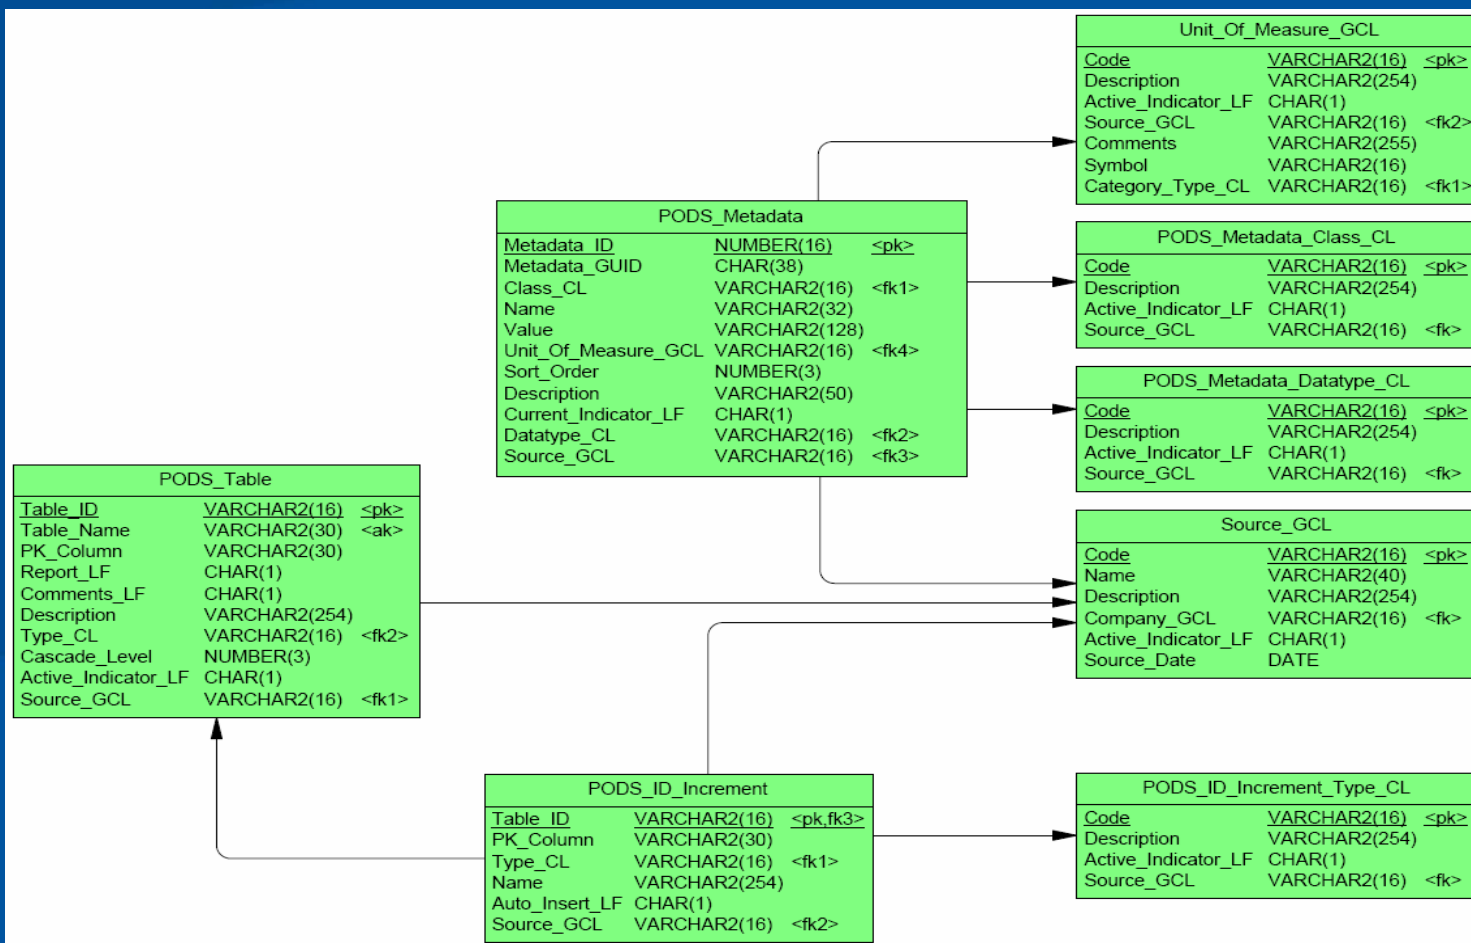 Unit_Of_Measure_GCL
Code VARCHAR2(16) <pk>
Description VARCHAR2(254)
Active_Indicator_LF CHAR(1)
Source_GCL VARCHAR2(16) <fk2>
Comments VARCHAR2(255)
Symbol VARCHAR2(16)
Category_Type_CL VARCHAR2(16) <fk1>
PODS_Metadata
Metadata_ID NUMBER(16) <pk>
Metadata_GUID CHAR(38)
Class_CL VARCHAR2(16) <fk1>
Name VARCHAR2(32)
Value VARCHAR2(128)
Unit_Of_Measure_GCL VARCHAR2(16) <fk4>
Sort_Order NUMBER(3)
Description VARCHAR2(50)
Current_Indicator_LF CHAR(1)
Datatype_CL VARCHAR2(16) <fk2>
Source_GCL VARCHAR2(16) <fk3>
PODS_Metadata_Class_CL
Code VARCHAR2(16) <pk>
Description VARCHAR2(254)
Active_Indicator_LF CHAR(1)
Source_GCL VARCHAR2(16) <fk>
PODS_Metadata_Datatype_CL
Code VARCHAR2(16) <pk>
Description VARCHAR2(254)
Active_Indicator_LF CHAR(1)
Source_GCL VARCHAR2(16) <fk>
PODS_Table
Table_ID VARCHAR2(16) <pk>
Table_Name VARCHAR2(30) <ak>
PK_Column VARCHAR2(30)
Report_LF CHAR(1)
Comments_LF CHAR(1)
Description VARCHAR2(254)
Type_CL VARCHAR2(16) <fk2>
Cascade_Level NUMBER(3)
Active_Indicator_LF CHAR(1)
Source_GCL VARCHAR2(16) <fk1>
Source_GCL
Code VARCHAR2(16) <pk>
Name VARCHAR2(40)
Description VARCHAR2(254)
Company_GCL VARCHAR2(16) <fk>
Active_Indicator_LF CHAR(1)
Source_Date DATE
PODS_ID_Increment
Table_ID VARCHAR2(16) <pk,fk3>
PK_Column VARCHAR2(30)
Type_CL VARCHAR2(16) <fk1>
Name VARCHAR2(254)
Auto_Insert_LF CHAR(1)
Source_GCL VARCHAR2(16) <fk2>
PODS_ID_Increment_Type_CL
Code VARCHAR2(16) <pk>
Description VARCHAR2(254)
Active_Indicator_LF CHAR(1)
Source_GCL VARCHAR2(16) <fk>